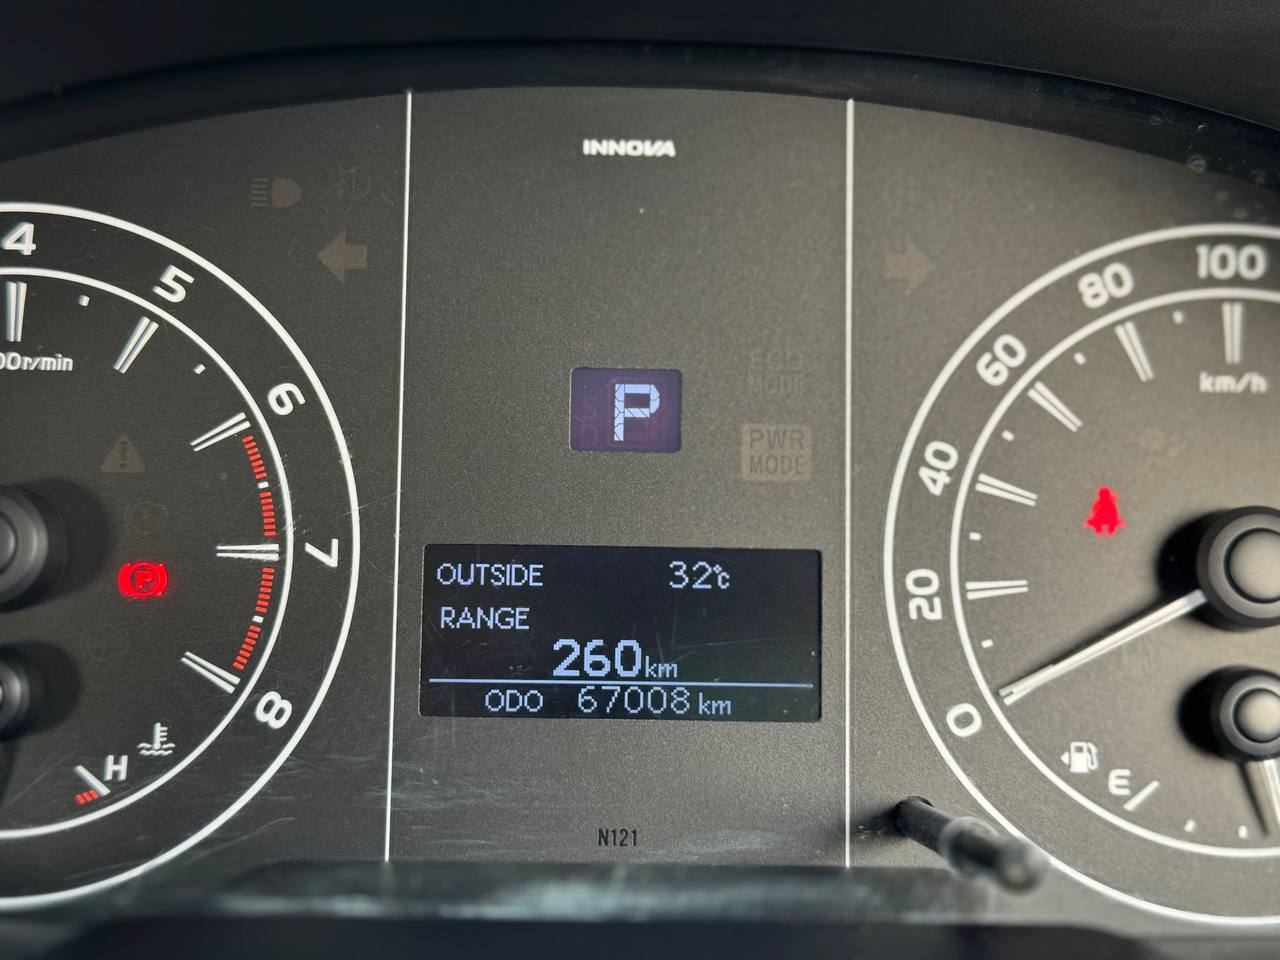 INNOVA
4
5
6
7
8
00r/min
H
P
ECO
MODE
PWR
MODE
OUTSIDE 32℃
RANGE
260km
ODO 67008 km
N121
100
80
60
40
20
0
km/h
E